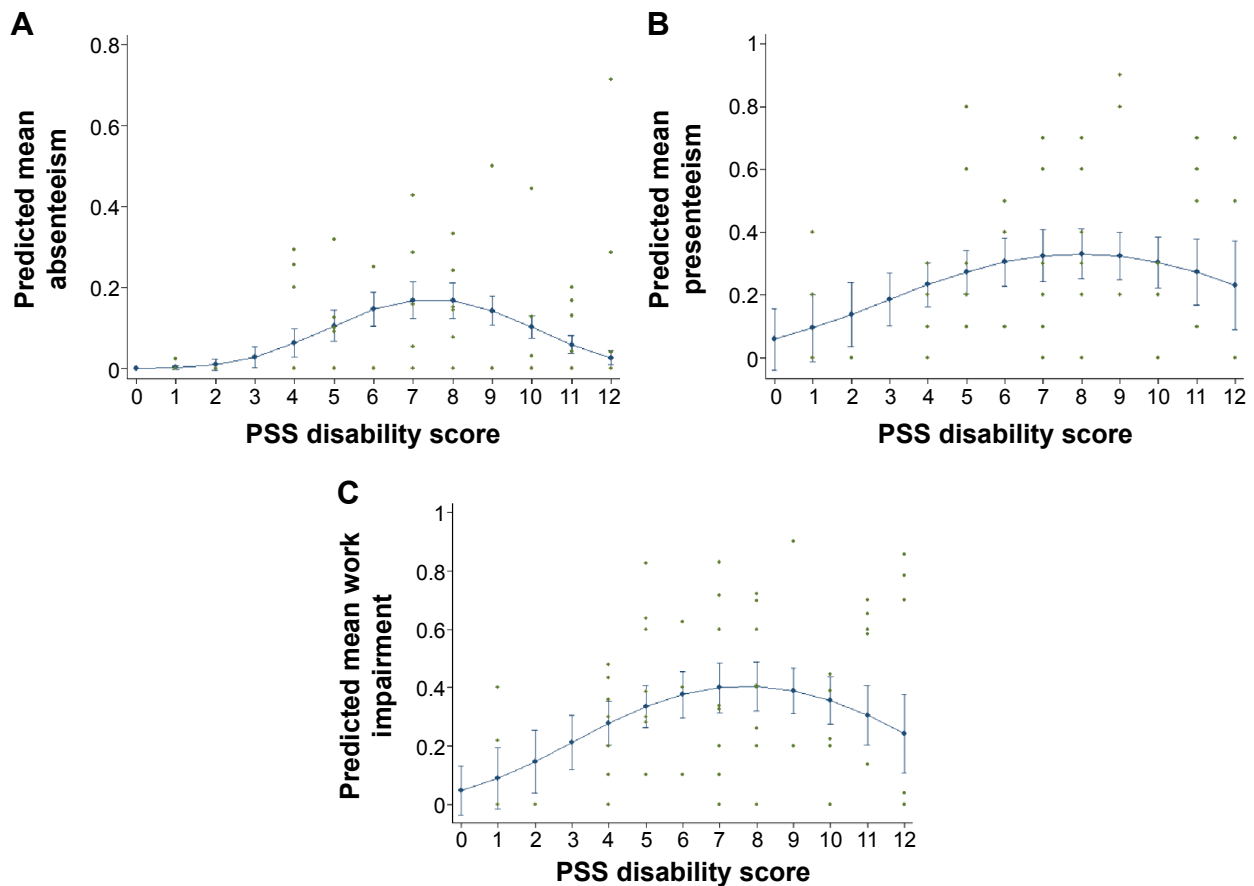 A
Predicted mean
absenteeism
0.8
0.6
0.4
0.2
0
0 1 2 3 4 5 6 7 8 9 10 11 12
PSS disability score
B
Predicted mean
presenteeism
1
0.8
0.6
0.4
0.2
0
0 1 2 3 4 5 6 7 8 9 10 11 12
PSS disability score
C
Predicted mean work
impairment
1
0.8
0.6
0.4
0.2
0
0 1 2 3 4 5 6 7 8 9 10 11 12
PSS disability score